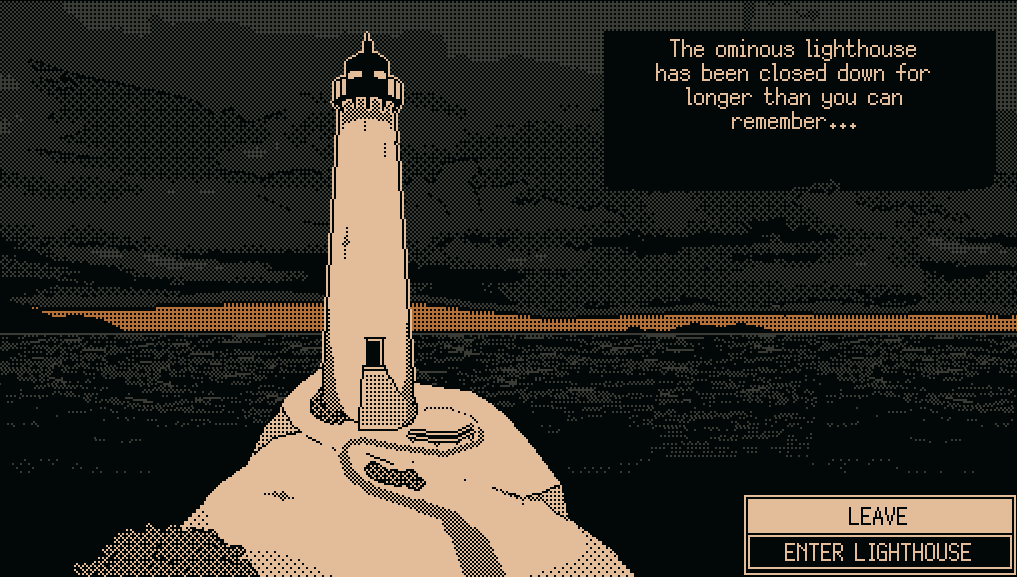 The ominous lighthouse
has been closed down for
longer than you can
remember...
LEAVE
ENTER LIGHTHOUSE